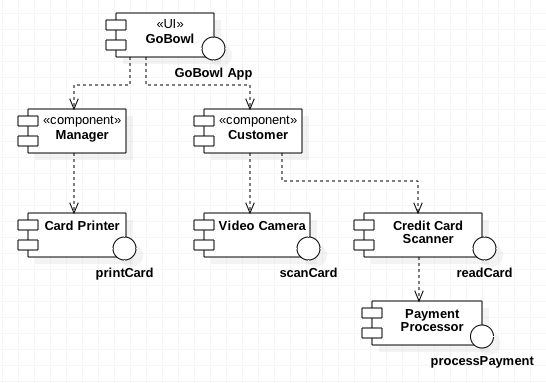 «UI»
GoBowl
GoBowl App
«component»
Manager
«component»
Customer
Card Printer
printCard
Video Camera
scanCard
Credit Card
Scanner
readCard
Payment
Processor
processPayment